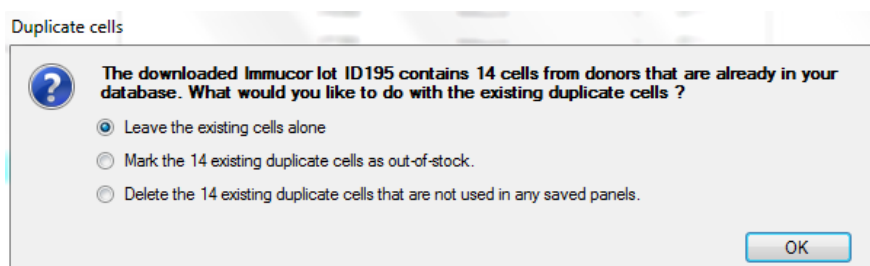 Duplicate cells
The downloaded Immucor lot ID195 contains 14 cells from donors that are already in your
database. What would you like to do with the existing duplicate cells ?
Leave the existing cells alone
Mark the 14 existing duplicate cells as out-of-stock.
Delete the 14 existing duplicate cells that are not used in any saved panels.
OK